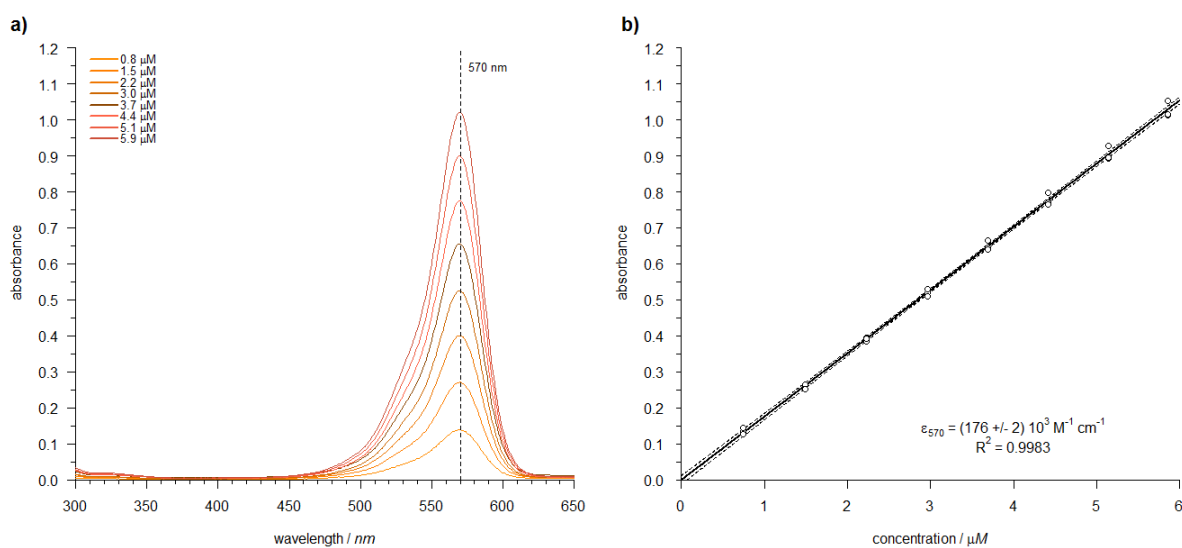 a)
1.2
1.1
1.0
0.9
0.8
0.7
0.6
0.5
0.4
0.3
0.2
0.1
0.0
absorbance
0.8 µM
1.5 µM
2.2 µM
3.0 µM
3.7 µM
4.4 µM
5.1 µM
5.9 µM
570 nm
300 350 400 450 500 550 600 650
wavelength / nm
b)
1.2
1.1
1.0
0.9
0.8
0.7
0.6
0.5
0.4
0.3
0.2
0.1
0.0
absorbance
ε₅₇₀ = (176 +/- 2) 10³ M⁻¹ cm⁻¹
R² = 0.9983
0 1 2 3 4 5 6
concentration / µM